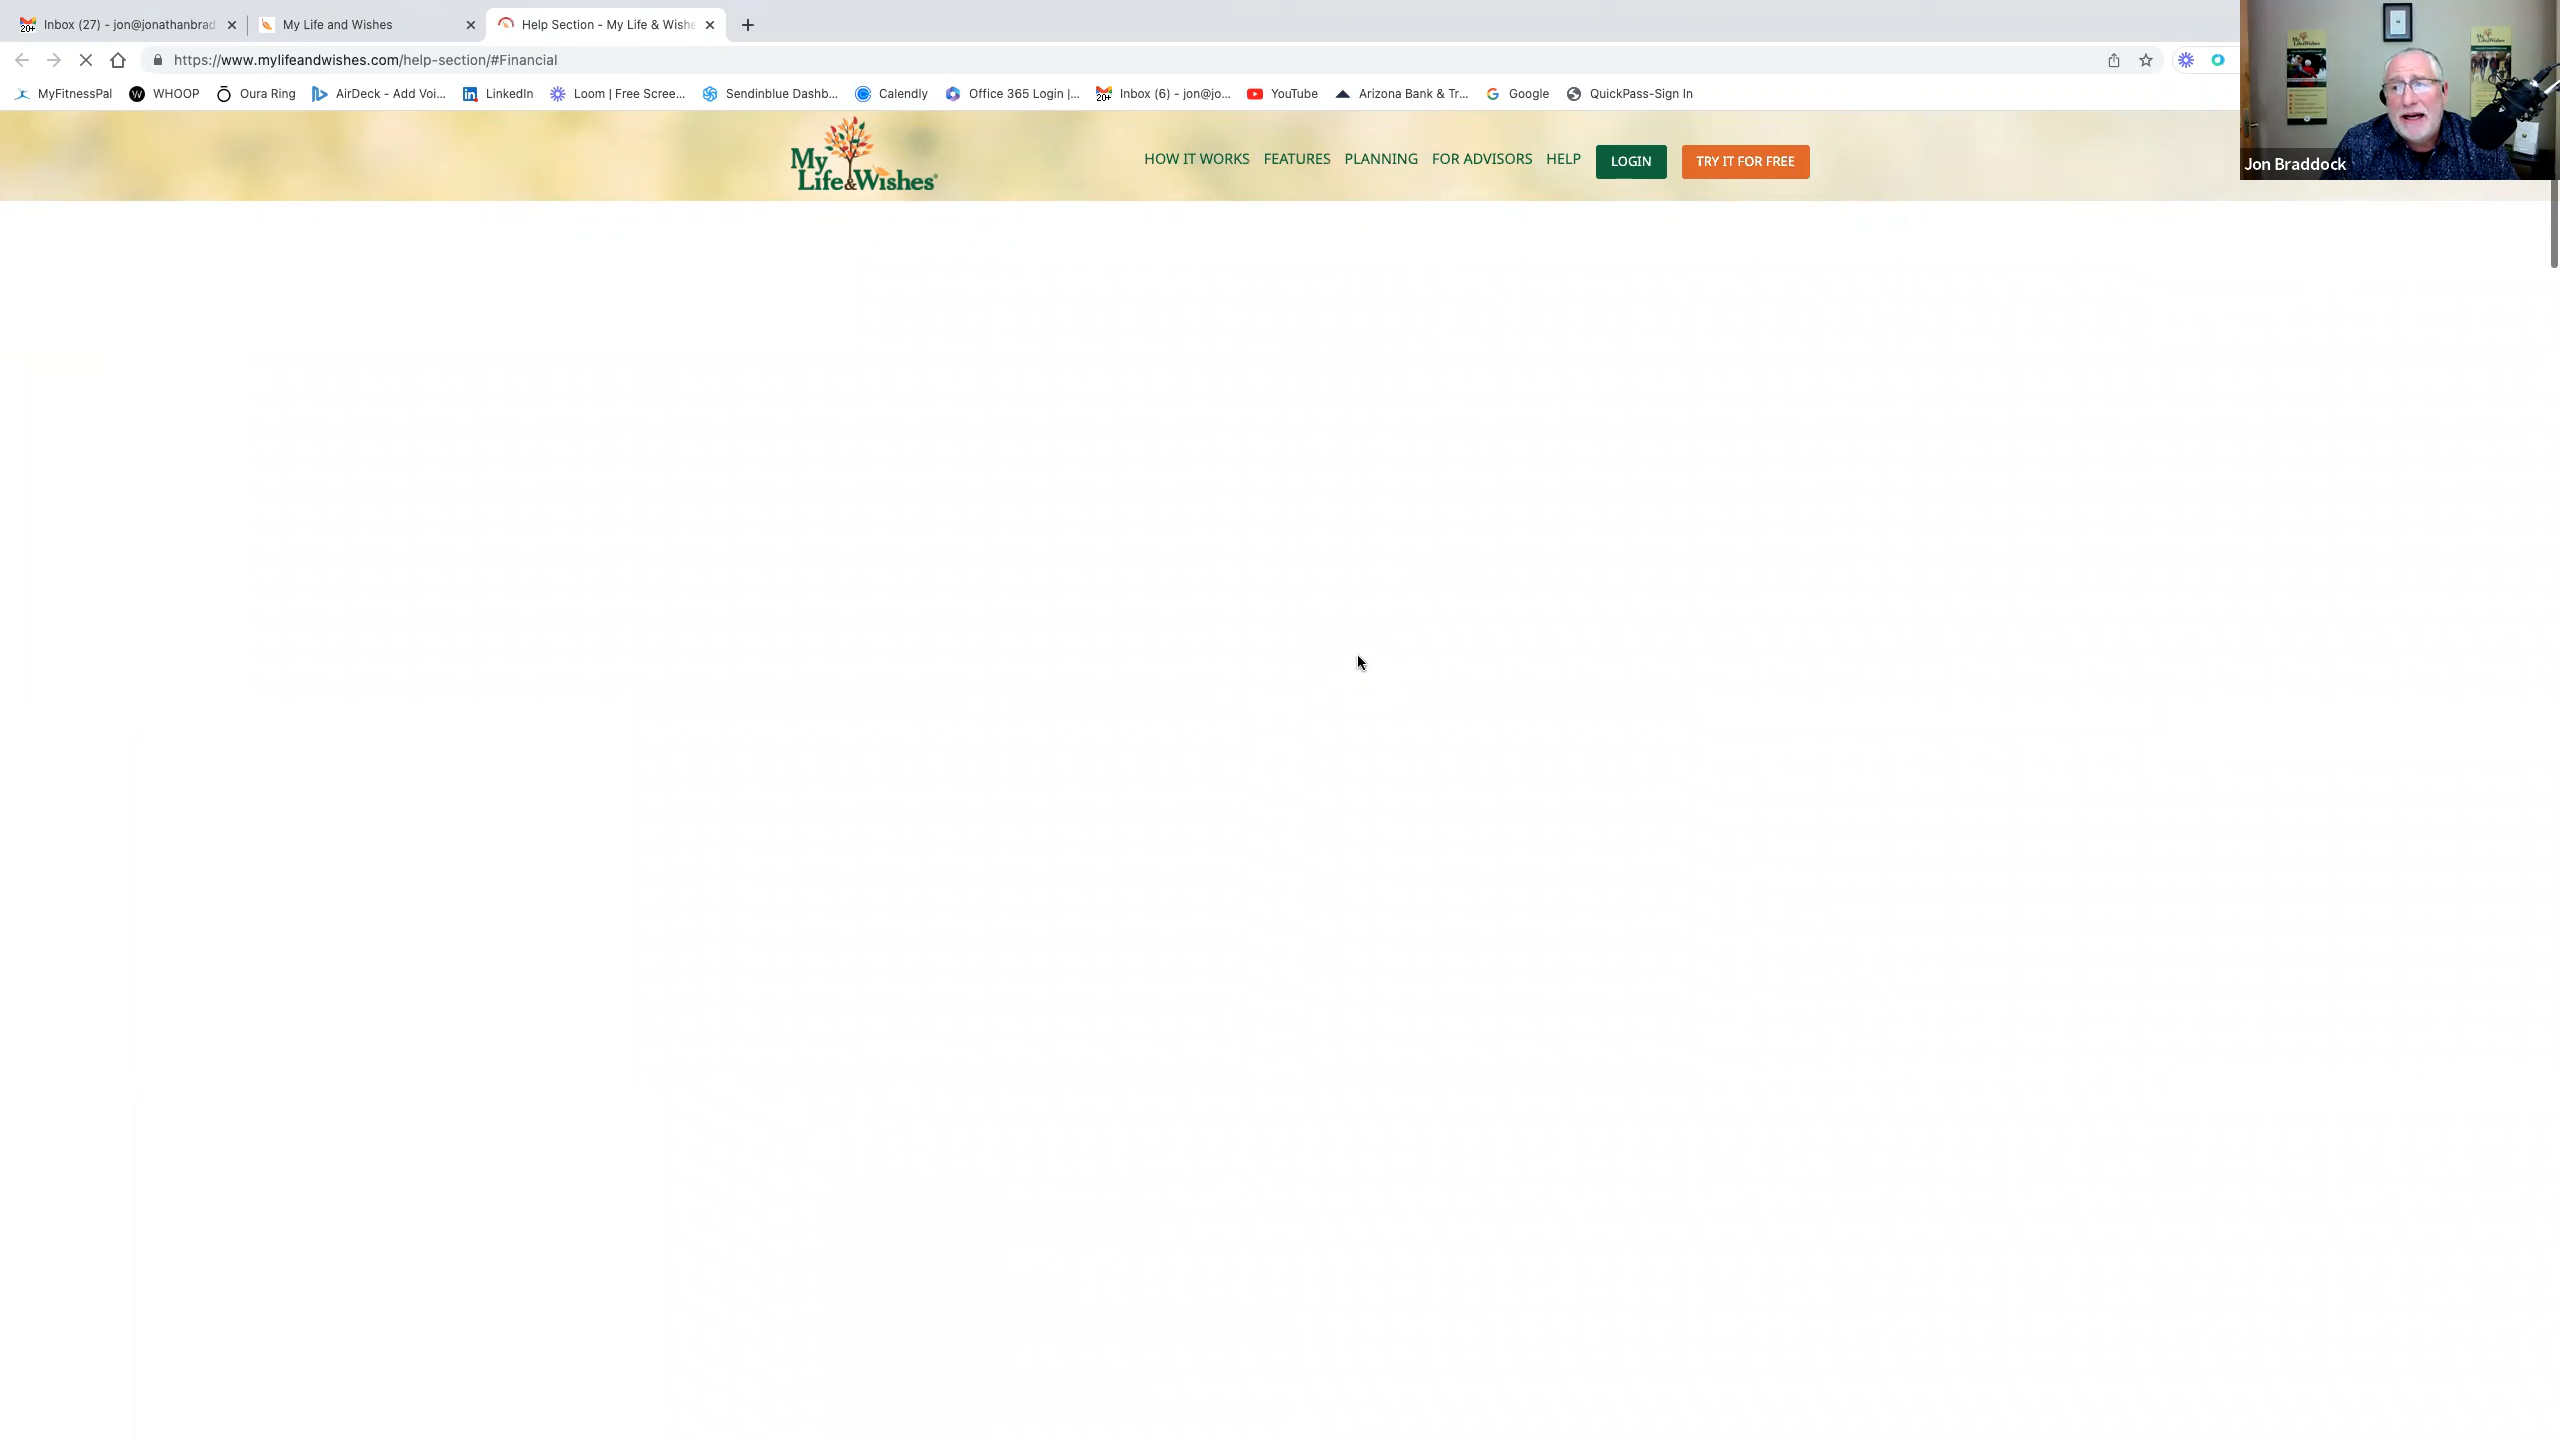 Inbox (27) - jon@jonathanbrad
My Life and Wishes
Help Section - My Life & Wishe
https://www.mylifeandwishes.com/help-section/#Financial
MyFitnessPal
WHOOP
Oura Ring
AirDeck - Add Voi...
LinkedIn
Loom | Free Scree...
Sendinblue Dashb...
Calendly
Office 365 Login |...
20+ Inbox (6) - jon@jo...
YouTube
Arizona Bank & Tr...
Google
QuickPass-Sign In
My
Life&Wishes®
HOW IT WORKS
FEATURES
PLANNING
FOR ADVISORS
HELP
LOGIN
TRY IT FOR FREE
Jon Braddock